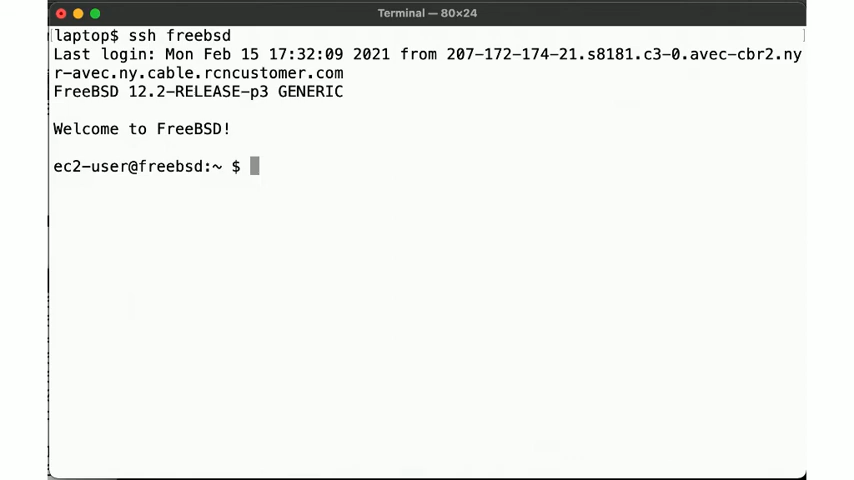 Terminal — 80×24
[laptop$ ssh freebsd ]
Last login: Mon Feb 15 17:32:09 2021 from 207-172-174-21.s8181.c3-0.avec-cbr2.ny
r-avec.ny.cable.rcncustomer.com
FreeBSD 12.2-RELEASE-p3 GENERIC
Welcome to FreeBSD!
ec2-user@freebsd:~ $